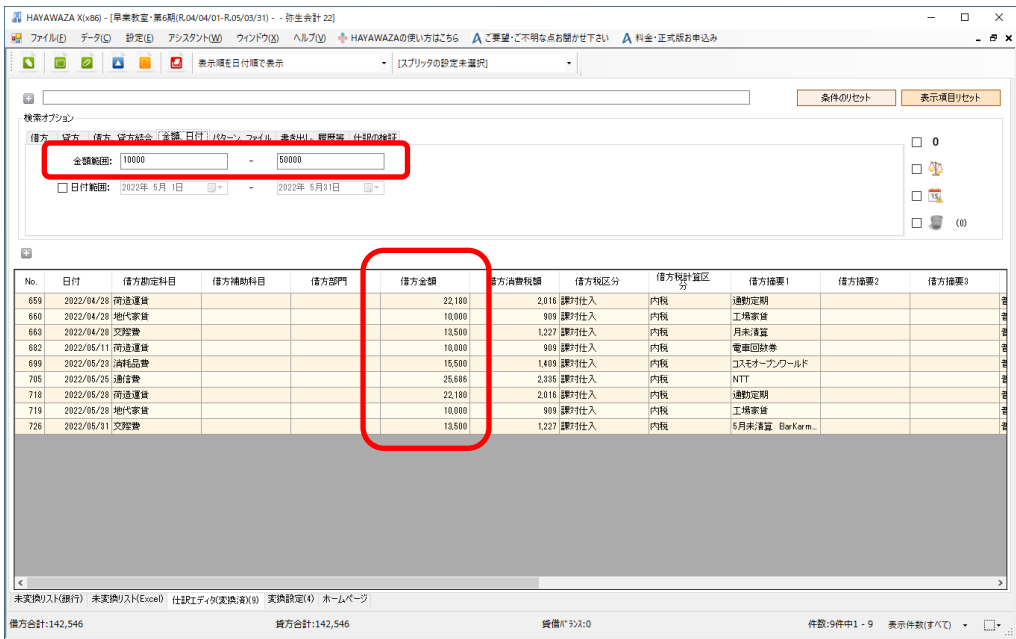 HAYAWAZA X(x86) - [早業教室・第6期(R.04/04/01-R.05/03/31) - - 弥生会計 22]
ファイル(F) データ(C) 設定(E) アシスタント(W) ウィンドウ(X) ヘルプ(V) HAYAWAZAの使い方はこちら ご要望・ご不明な点お聞かせ下さい 料金・正式版お申込み
表示順を日付順で表示 [スプリッタの設定未選択]
条件のリセット 表示項目リセット
検索オプション
借方 貸方 借方、貸方結合 金額、日付 パターン、ファイル 書き出し、履歴等 仕訳の検証
金額範囲: 10000 - 50000
0
日付範囲: 2022年 5月 1日 - 2022年 5月31日
15
(0)
No. 日付 借方勘定科目 借方補助科目 借方部門 借方金額 借方消費税額 借方税区分 借方税計算区分 借方摘要1 借方摘要2 借方摘要3
659 2022/04/28 荷造運賃 22,180 2,016 課対仕入 内税 通勤定期
660 2022/04/28 地代家賃 10,000 909 課対仕入 内税 工場家賃
663 2022/04/28 交際費 13,500 1,227 課対仕入 内税 月未清算
682 2022/05/11 荷造運賃 10,000 909 課対仕入 内税 電車回数券
699 2022/05/23 消耗品費 15,500 1,409 課対仕入 内税 コスモオープンワールド
705 2022/05/25 通信費 25,686 2,335 課対仕入 内税 NTT
718 2022/05/28 荷造運賃 22,180 2,016 課対仕入 内税 通勤定期
719 2022/05/28 地代家賃 10,000 909 課対仕入 内税 工場家賃
726 2022/05/31 交際費 13,500 1,227 課対仕入 内税 5月未清算 BarKarm...
未変換リスト(銀行) 未変換リスト(Excel) 仕訳エディタ(変換済)(9) 変換設定(4) ホームページ
借方合計:142,546 貸方合計:142,546 貸借バランス:0 件数:9件中1 - 9 表示件数(すべて)